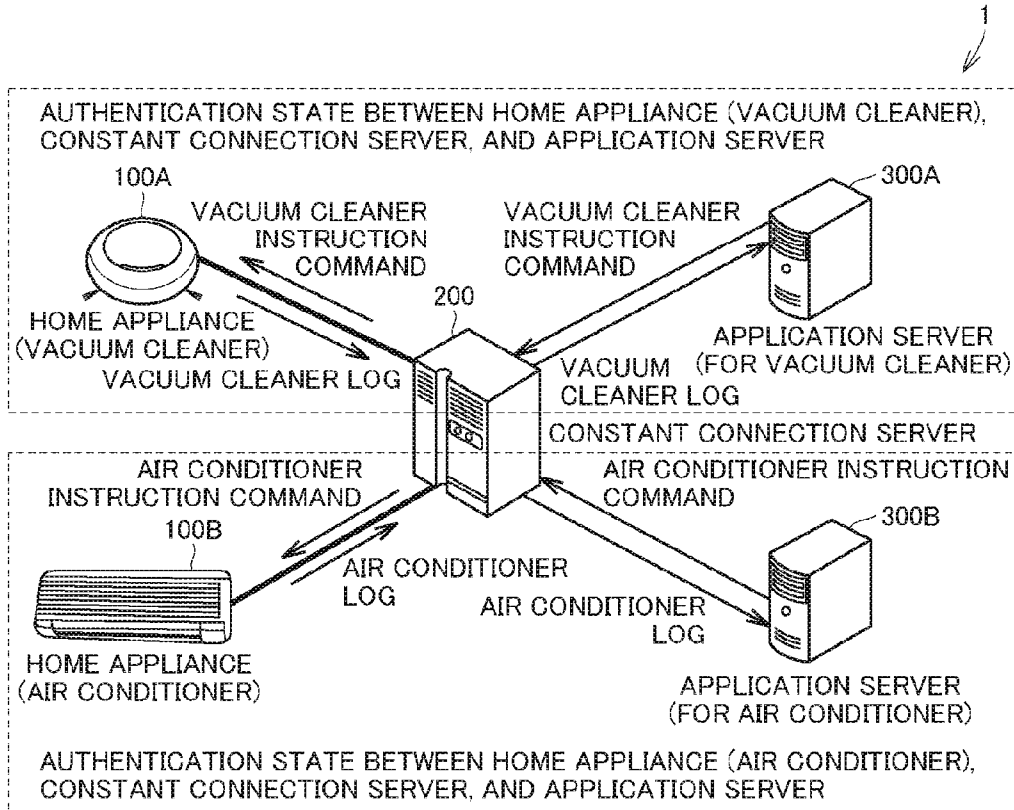 1
AUTHENTICATION STATE BETWEEN HOME APPLIANCE (VACUUM CLEANER),
CONSTANT CONNECTION SERVER, AND APPLICATION SERVER
100A
VACUUM CLEANER
INSTRUCTION
COMMAND
VACUUM CLEANER
INSTRUCTION
COMMAND
300A
200
HOME APPLIANCE
(VACUUM CLEANER)
VACUUM CLEANER LOG
VACUUM
CLEANER LOG
APPLICATION SERVER
(FOR VACUUM CLEANER)
CONSTANT CONNECTION SERVER
AIR CONDITIONER
INSTRUCTION COMMAND
AIR CONDITIONER INSTRUCTION
COMMAND
100B
300B
AIR CONDITIONER
LOG
AIR CONDITIONER
LOG
HOME APPLIANCE
(AIR CONDITIONER)
APPLICATION SERVER
(FOR AIR CONDITIONER)
AUTHENTICATION STATE BETWEEN HOME APPLIANCE (AIR CONDITIONER),
CONSTANT CONNECTION SERVER, AND APPLICATION SERVER